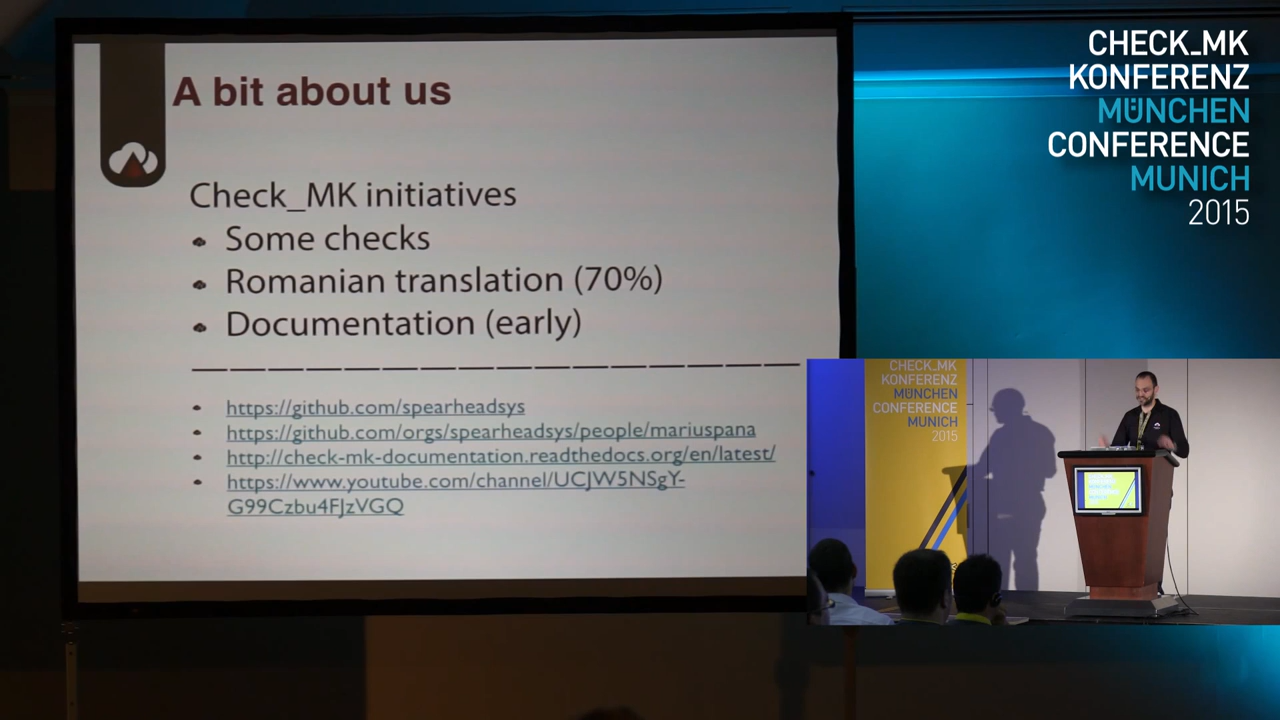 A bit about us
Check_MK initiatives
Some checks
Romanian translation (70%)
Documentation (early)
https://github.com/spearheadsys
https://github.com/orgs/spearheadsys/people/mariuspana
http://check-mk-documentation.readthedocs.org/en/latest/
https://www.youtube.com/channel/UCJW5NSgY-
G99Czbu4FJzVGQ
CHECK_MK
KONFERENZ
MÜNCHEN
CONFERENCE
MUNICH
2015
CHECK_MK
KONFERENZ
MÜNCHEN
CONFERENCE
MUNICH
2015